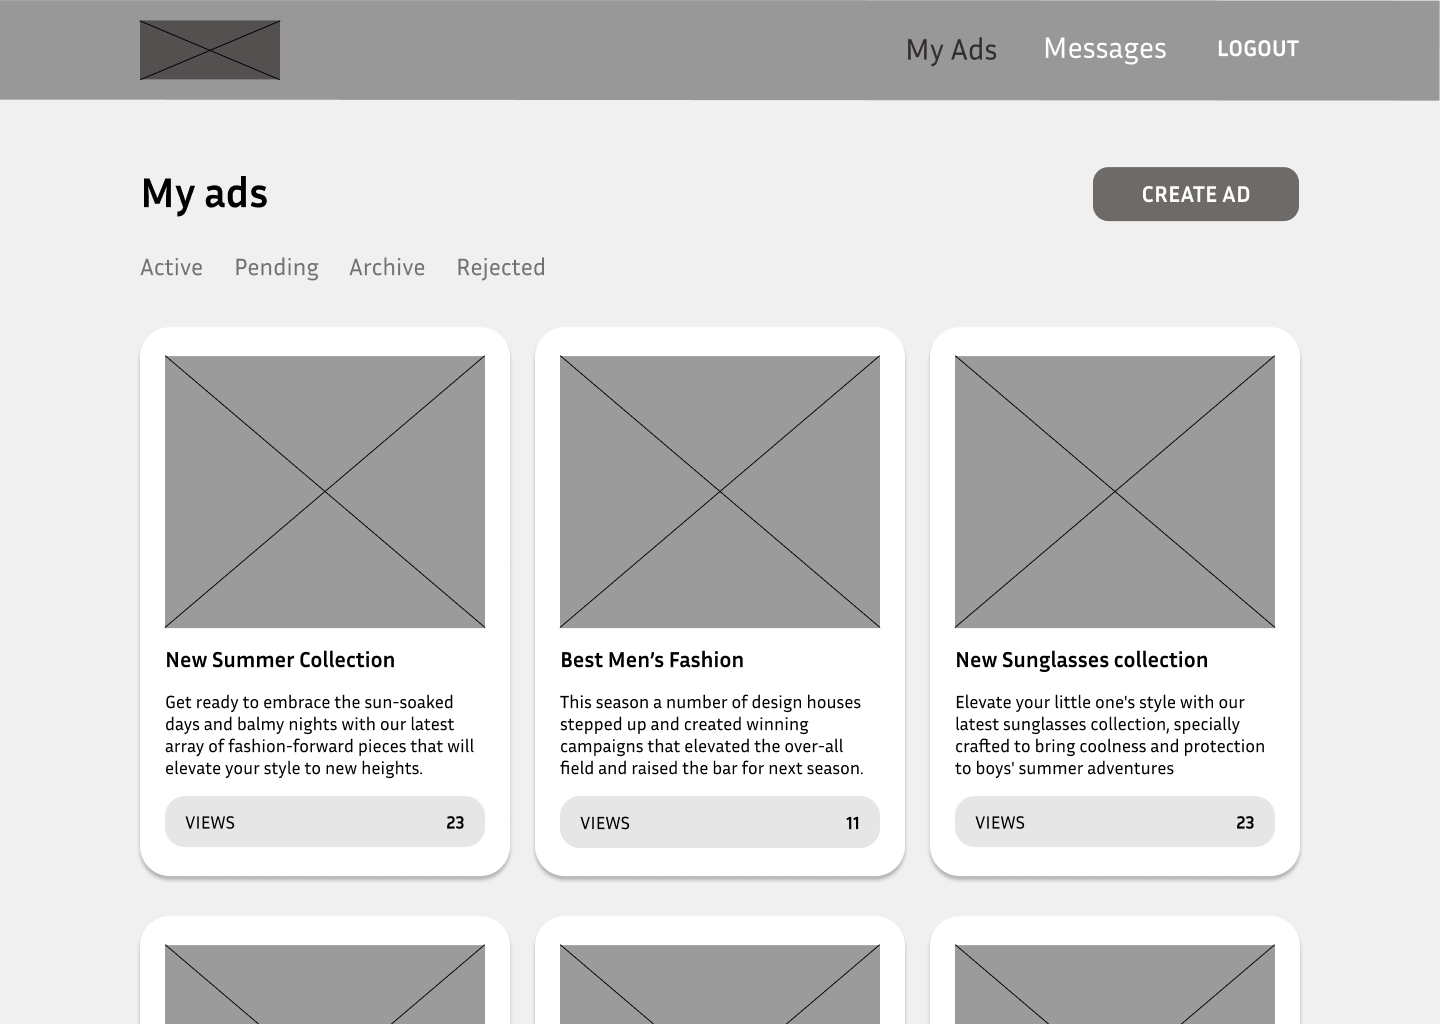 My Ads Messages LOGOUT
My ads
CREATE AD
Active Pending Archive Rejected
New Summer Collection
Get ready to embrace the sun-soaked
days and balmy nights with our latest
array of fashion-forward pieces that will
elevate your style to new heights.
VIEWS 23
Best Men’s Fashion
This season a number of design houses
stepped up and created winning
campaigns that elevated the over-all
field and raised the bar for next season.
VIEWS 11
New Sunglasses collection
Elevate your little one's style with our
latest sunglasses collection, specially
crafted to bring coolness and protection
to boys' summer adventures
VIEWS 23